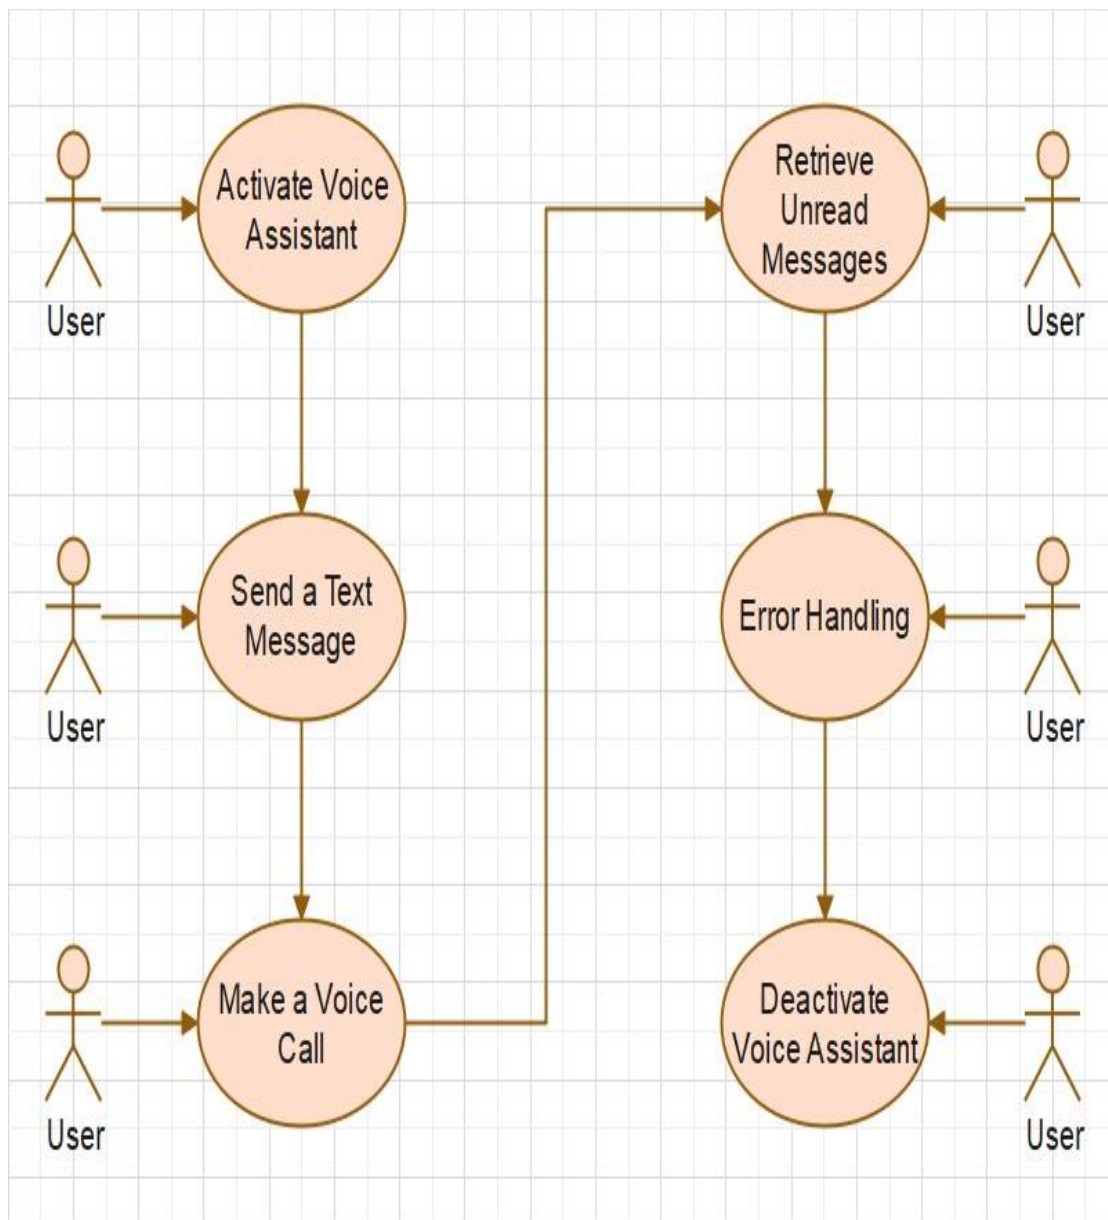 User
Activate Voice
Assistant
User
Send a Text
Message
User
Make a Voice
Call
Retrieve
Unread
Messages
User
Error Handling
User
Deactivate
Voice Assistant
User